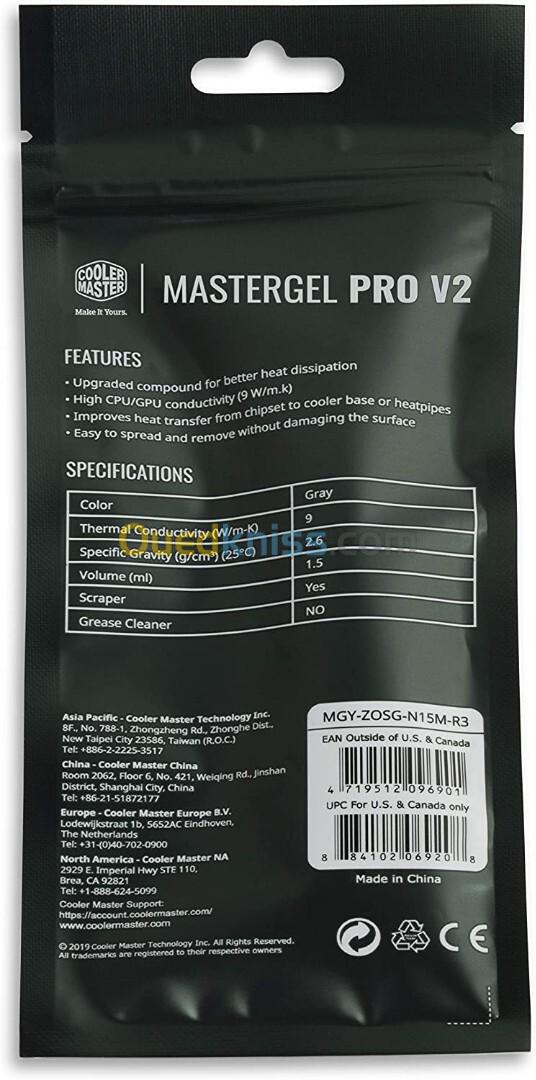 COOLER
MASTER
Make It Yours.
MASTERGEL PRO V2
FEATURES
• Upgraded compound for better heat dissipation
• High CPU/GPU conductivity (9 W/m.k)
• Improves heat transfer from chipset to cooler base or heatpipes
• Easy to spread and remove without damaging the surface
SPECIFICATIONS
Color Gray
Thermal Conductivity (W/m-K) 9
Specific Gravity (g/cm³) (25°C) 2.6
Volume (ml) 1.5
Scraper Yes
Grease Cleaner NO
Ouedkniss.com
Asia Pacific - Cooler Master Technology Inc.
8F., No. 788-1, Zhongzheng Rd., Zhonghe Dist.,
New Taipei City 23586, Taiwan (R.O.C.)
Tel: +886-2-2225-3517
China - Cooler Master China
Room 2062, Floor 6, No. 421, Weiqing Rd., Jinshan
District, Shanghai City, China
Tel: +86-21-51872177
Europe - Cooler Master Europe B.V.
Lodewijkstraat 1b, 5652AC Eindhoven,
The Netherlands
Tel: +31-(0)40-702-0900
North America - Cooler Master NA
2929 E. Imperial Hwy STE 110,
Brea, CA 92821
Tel: +1-888-624-5099
Cooler Master Support:
https://account.coolermaster.com/
www.coolermaster.com
© 2019 Cooler Master Technology Inc. All Rights Reserved.
All trademarks are registered to their respective owners
MGY-ZOSG-N15M-R3
EAN Outside of U.S. & Canada
4 719512 096901
UPC For U.S. & Canada only
8 84102 06920 8
Made in China
CE